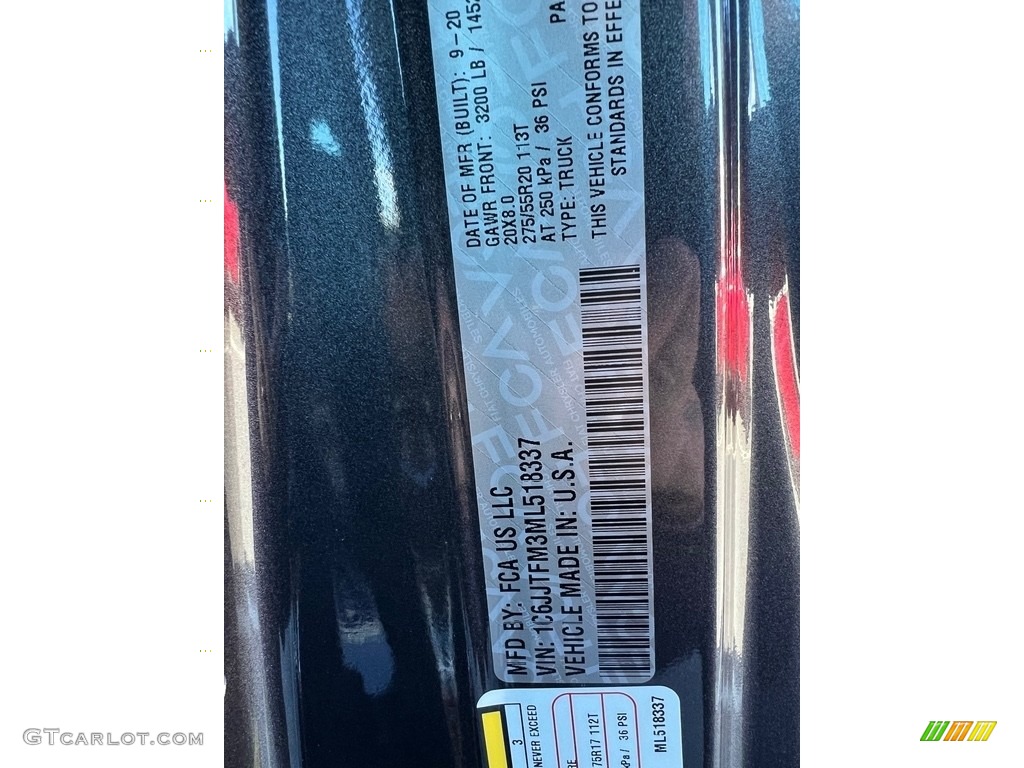 DATE OF MFR (BUILT): 9-20
GAWR FRONT: 3200 LB / 145
20X8.0
275/55R20 113T
AT 250 kPa / 36 PSI
TYPE: TRUCK
PA
THIS VEHICLE CONFORMS TO
STANDARDS IN EFFE
MFD BY: FCA US LLC
VIN: 1C6JJTFM3ML518337
VEHICLE MADE IN: U.S.A.
3
NEVER EXCEED
RE
75R17 112T
kPa / 36 PSI
ML518337
GTCarLot.com